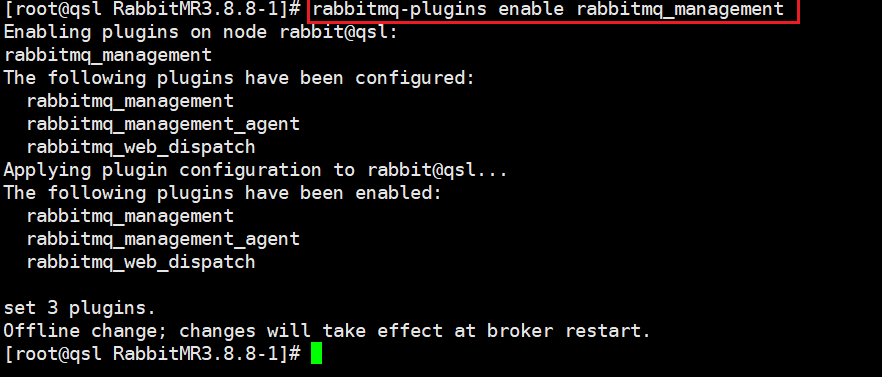 [root@qsl RabbitMR3.8.8-1]# rabbitmq-plugins enable rabbitmq_management
Enabling plugins on node rabbit@qsl:
rabbitmq_management
The following plugins have been configured:
  rabbitmq_management
  rabbitmq_management_agent
  rabbitmq_web_dispatch
Applying plugin configuration to rabbit@qsl...
The following plugins have been enabled:
  rabbitmq_management
  rabbitmq_management_agent
  rabbitmq_web_dispatch

set 3 plugins.
Offline change; changes will take effect at broker restart.
[root@qsl RabbitMR3.8.8-1]#